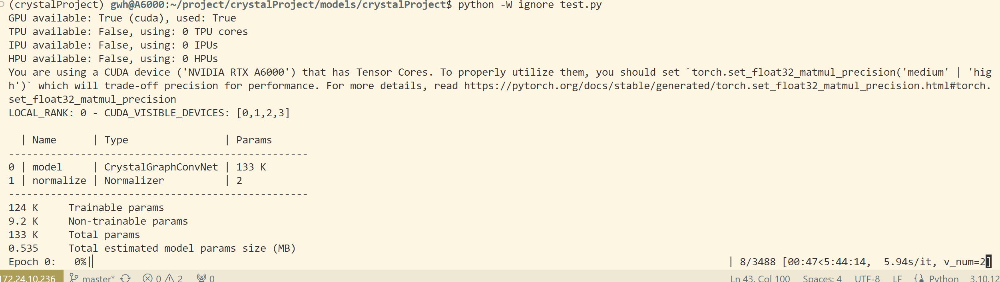 (crystalProject) gwh@A6000:~/project/crystalProject/models/crystalProject$ python -W ignore test.py
GPU available: True (cuda), used: True
TPU available: False, using: 0 TPU cores
IPU available: False, using: 0 IPUs
HPU available: False, using: 0 HPUs
You are using a CUDA device ('NVIDIA RTX A6000') that has Tensor Cores. To properly utilize them, you should set `torch.set_float32_matmul_precision('medium' | 'hig
h')` which will trade-off precision for performance. For more details, read https://pytorch.org/docs/stable/generated/torch.set_float32_matmul_precision.html#torch.
set_float32_matmul_precision
LOCAL_RANK: 0 - CUDA_VISIBLE_DEVICES: [0,1,2,3]
  | Name      | Type                | Params
--------------------------------------------------
0 | model     | CrystalGraphConvNet | 133 K
1 | normalize | Normalizer          | 2
--------------------------------------------------
124 K     Trainable params
9.2 K     Non-trainable params
133 K     Total params
0.535     Total estimated model params size (MB)
Epoch 0:   0%| | 8/3488 [00:47<5:44:14,  5.94s/it, v_num=2]
172.24.10.236 master* 0 2 0 Ln 43, Col 100 Spaces: 4 UTF-8 LF Python 3.10.12